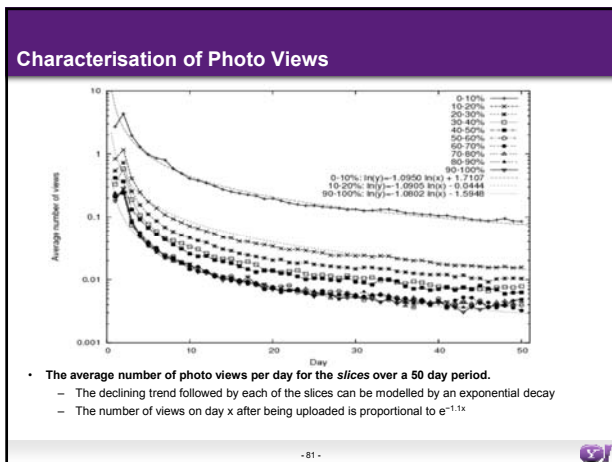 Characterisation of Photo Views
10
1
0.1
0.01
0.001
0
10
20
30
40
50
Average number of views
Day
0-10%
10-20%
20-30%
30-40%
40-50%
50-60%
60-70%
70-80%
80-90%
90-100%
0-10%: ln(y)=-1.0950 ln(x) + 1.7107
10-20%: ln(y)=-1.0905 ln(x) - 0.0444
90-100%: ln(y)=-1.0802 ln(x) - 1.5948
• The average number of photo views per day for the slices over a 50 day period.
– The declining trend followed by each of the slices can be modelled by an exponential decay
– The number of views on day x after being uploaded is proportional to e⁻¹·¹ˣ
- 81 -
Y!